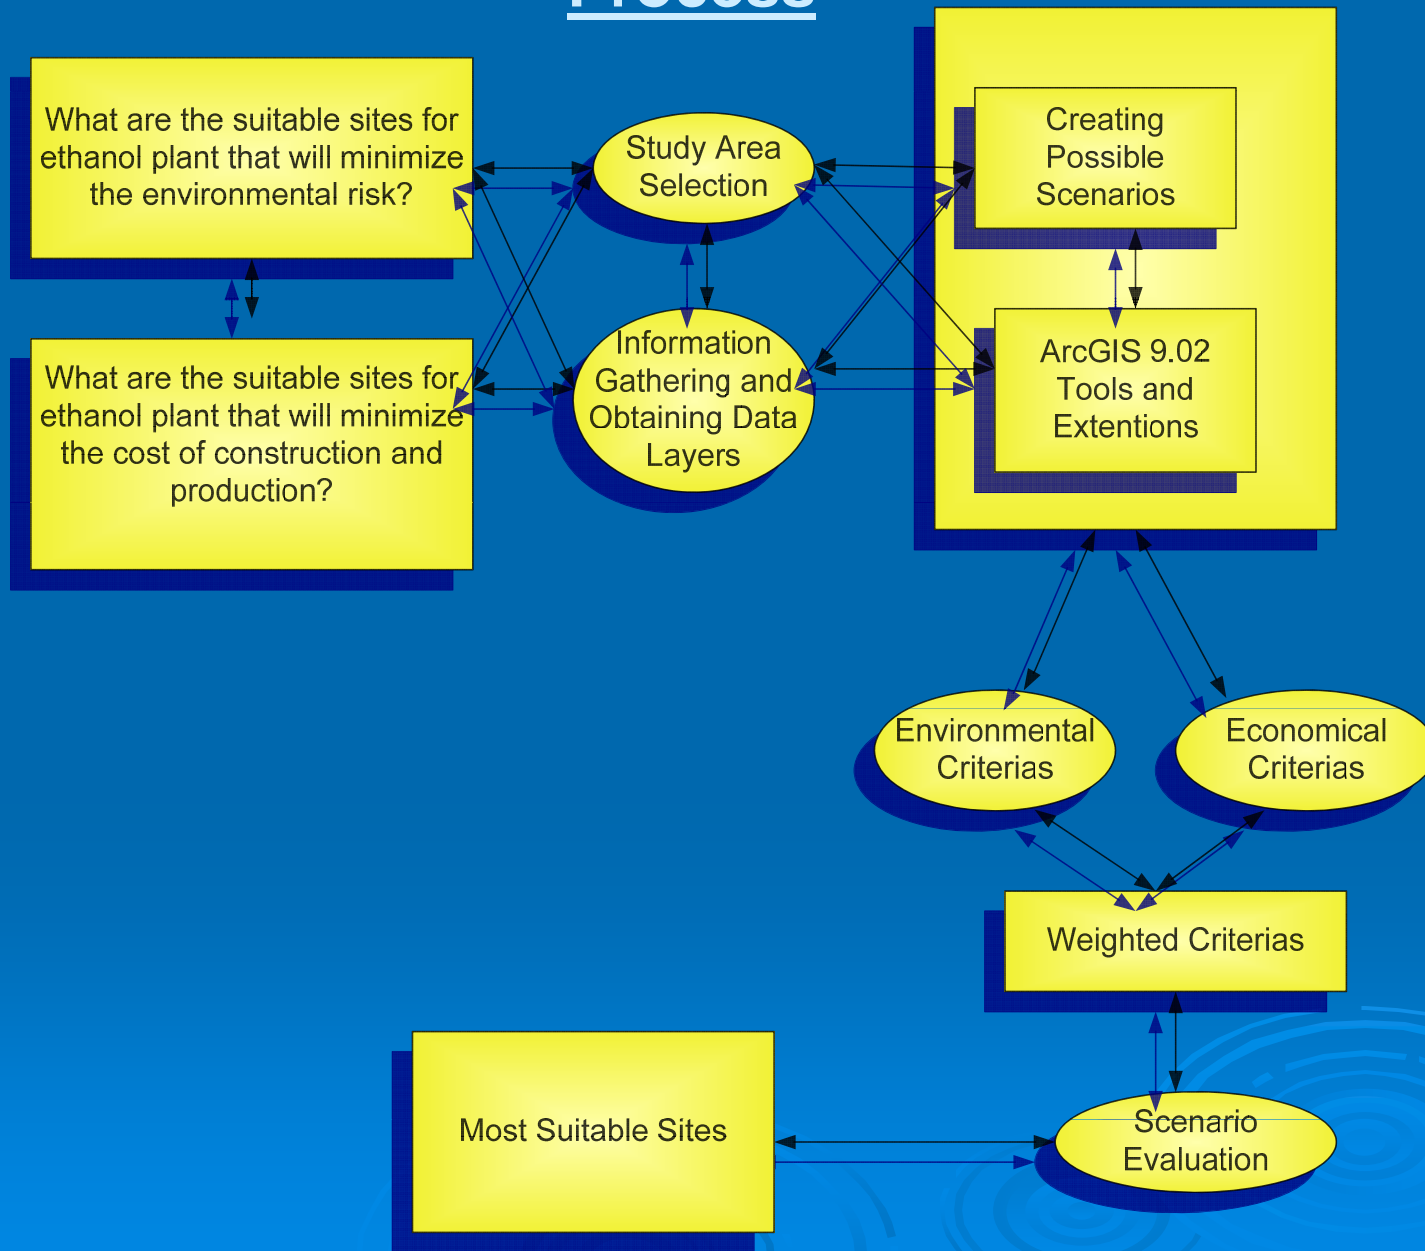 Process
What are the suitable sites for
ethanol plant that will minimize
the environmental risk?
What are the suitable sites for
ethanol plant that will minimize
the cost of construction and
production?
Study Area
Selection
Information
Gathering and
Obtaining Data
Layers
Creating
Possible
Scenarios
ArcGIS 9.02
Tools and
Extentions
Environmental
Criterias
Economical
Criterias
Weighted Criterias
Scenario
Evaluation
Most Suitable Sites